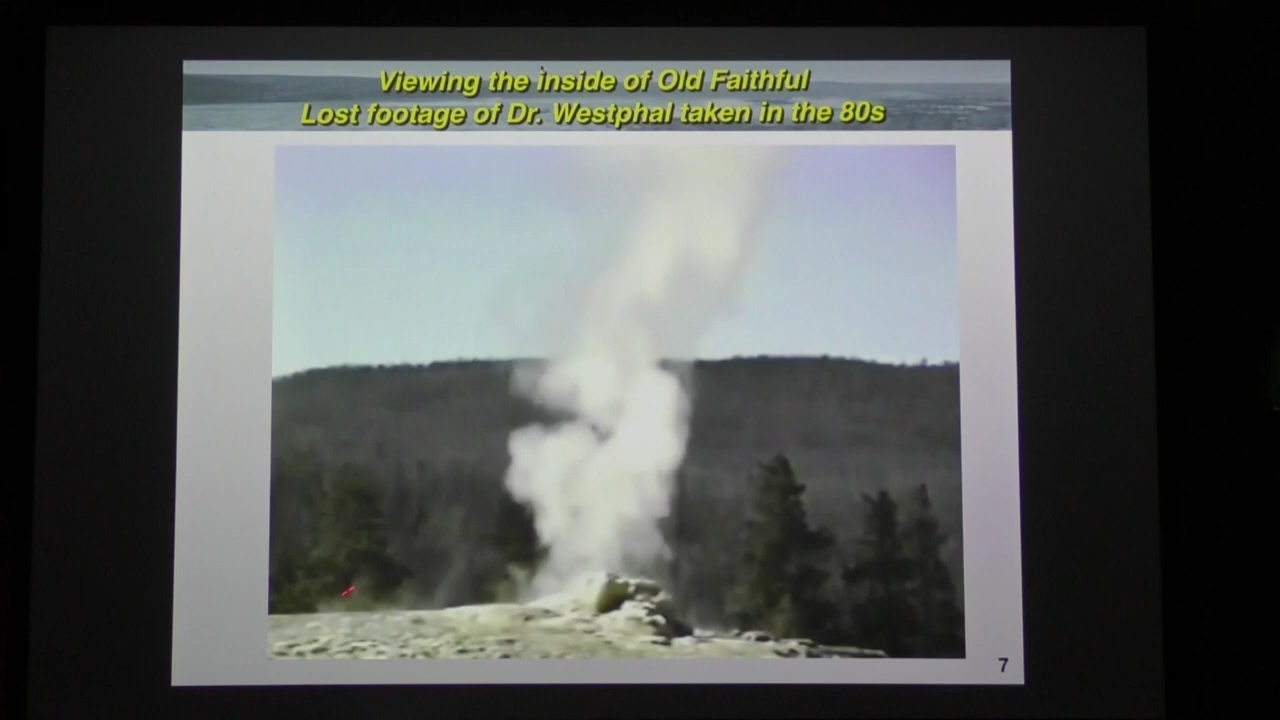 Viewing the inside of Old Faithful
Lost footage of Dr. Westphal taken in the 80s
7